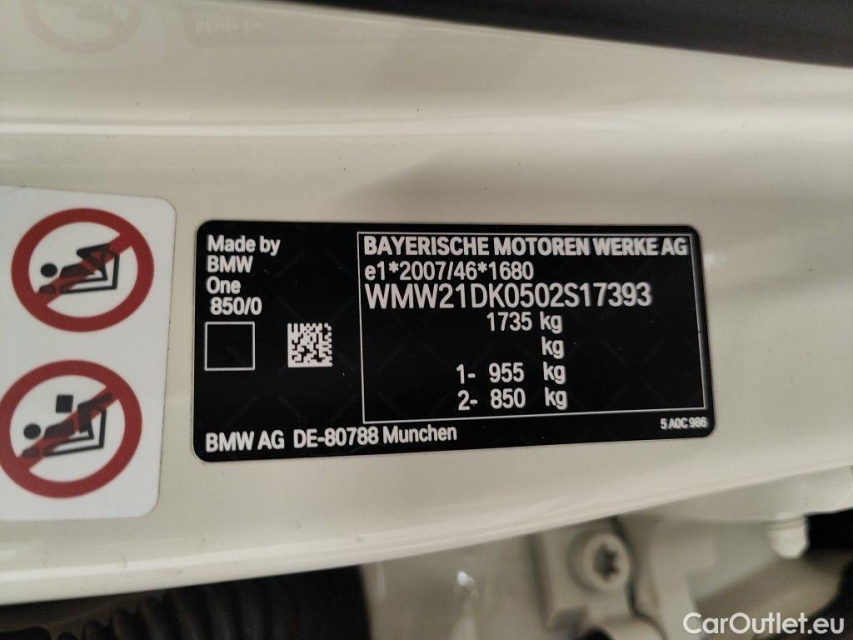 Made by
BMW
One
850/0
BAYERISCHE MOTOREN WERKE AG
e1*2007/46*1680
WMW21DK0502S17393
1735 kg
kg
1- 955 kg
2- 850 kg
BMW AG DE-80788 Munchen
5 A0C 986
CarOutlet.eu